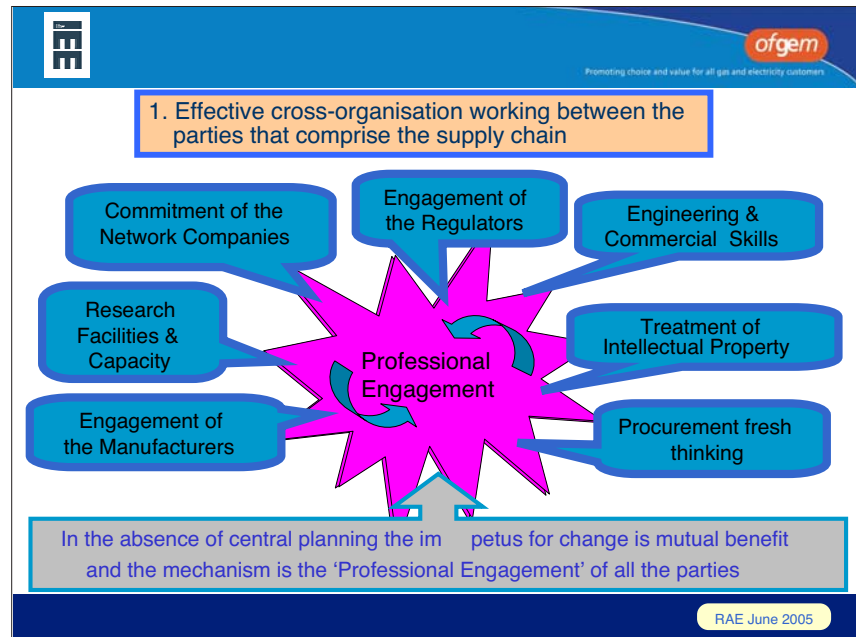 the
IEE
ofgem
Promoting choice and value for all gas and electricity customers
1. Effective cross-organisation working between the
parties that comprise the supply chain
Commitment of the
Network Companies
Engagement of
the Regulators
Engineering &
Commercial Skills
Research
Facilities &
Capacity
Professional
Engagement
Treatment of
Intellectual Property
Engagement of
the Manufacturers
Procurement fresh
thinking
In the absence of central planning the im petus for change is mutual benefit
and the mechanism is the ‘Professional Engagement’ of all the parties
RAE June 2005